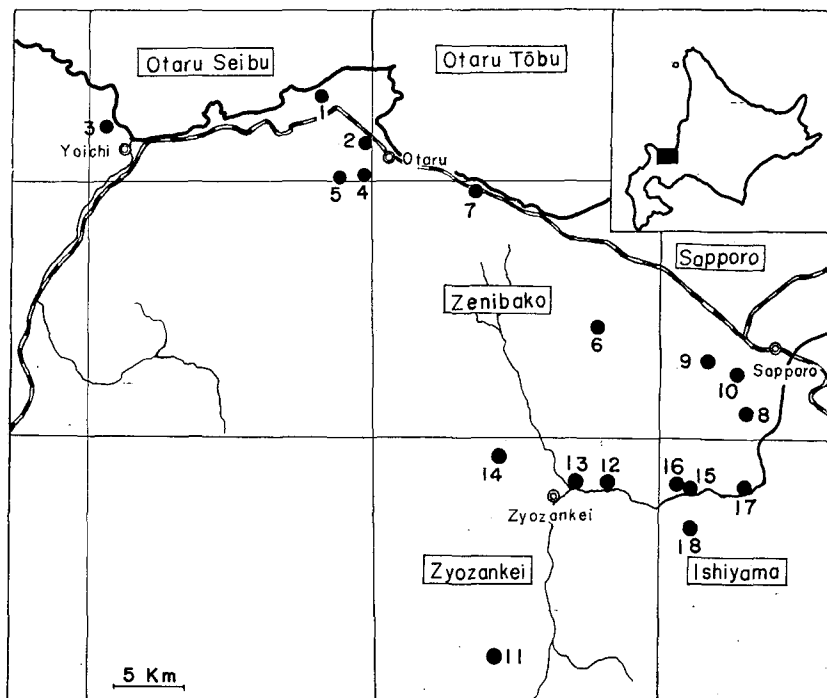 Otaru Seibu
Otaru Tōbu
1
3
2
Yoichi
Otaru
5
4
7
Sapporo
Zenibako
6
9
10
Sapporo
8
14
13
12
16
15
17
Zyozankei
18
Zyozankei
Ishiyama
11
5 Km